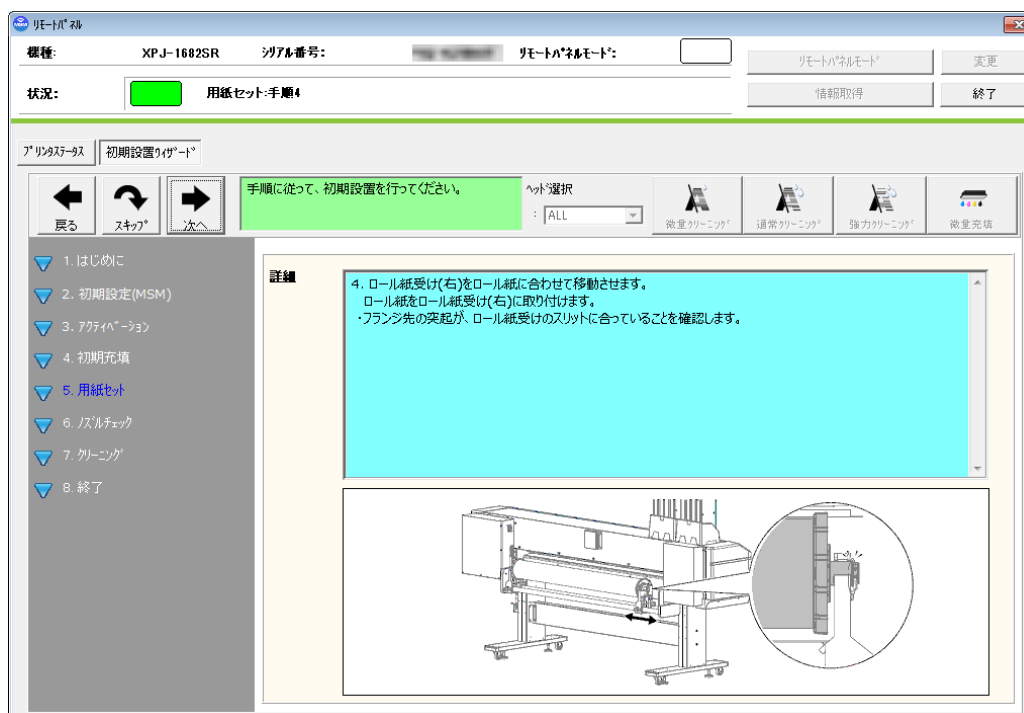 リモートパネル
機種: XPJ-1682SR シリアル番号: リモートパネルモード:
リモートパネルモード 変更
状況: 用紙セット:手順4
情報取得 終了
プリンタステータス 初期設置ウィザード
戻る スキップ 次へ
手順に従って、初期設置を行ってください。
ヘッド選択
: ALL
微量クリーニング 通常クリーニング 強力クリーニング 微量充填
1. はじめに
2. 初期設定(MSM)
3. アクティベーション
4. 初期充填
5. 用紙セット
6. ノズルチェック
7. クリーニング
8. 終了
詳細
4. ロール紙受け(右)をロール紙に合わせて移動させます。
ロール紙をロール紙受け(右)に取り付けます。
・フランジ先の突起が、ロール紙受けのスリットに合っていることを確認します。